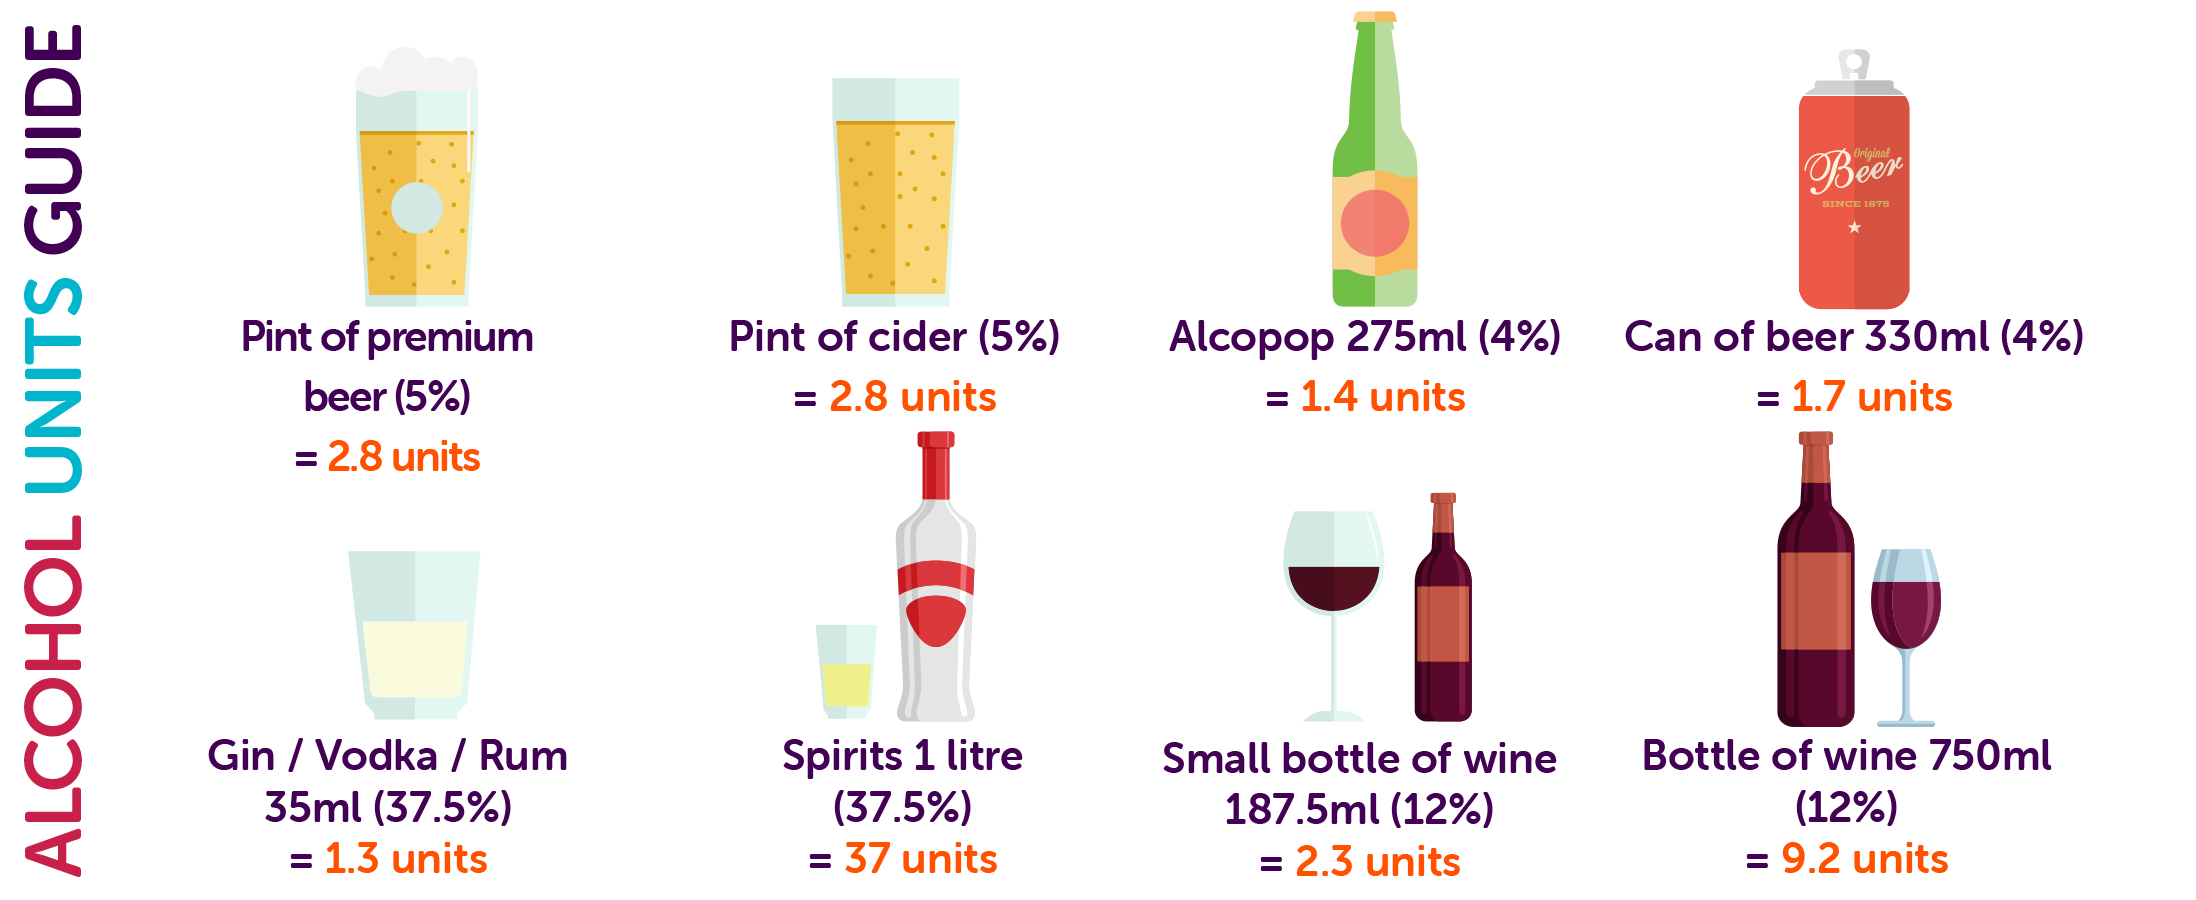 ALCOHOL UNITS GUIDE
Pint of premium
beer (5%)
= 2.8 units
Pint of cider (5%)
= 2.8 units
Alcopop 275ml (4%)
= 1.4 units
Original
Beer
SINCE 1875
Can of beer 330ml (4%)
= 1.7 units
Gin / Vodka / Rum
35ml (37.5%)
= 1.3 units
Spirits 1 litre
(37.5%)
= 37 units
Small bottle of wine
187.5ml (12%)
= 2.3 units
Bottle of wine 750ml
(12%)
= 9.2 units